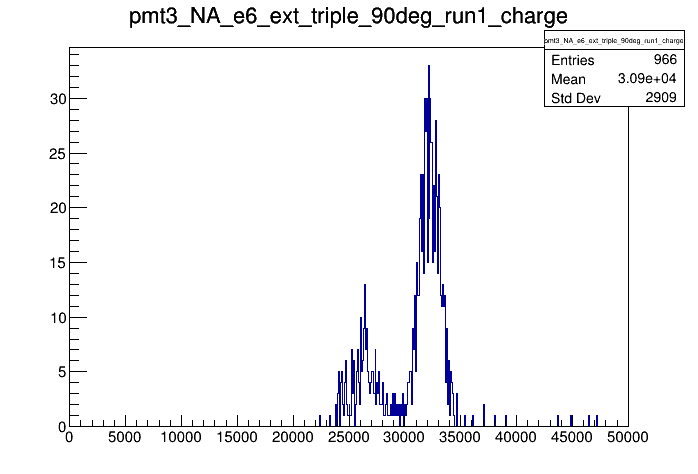 pmt3_NA_e6_ext_triple_90deg_run1_charge
pmt3_NA_e6_ext_triple_90deg_run1_charge
Entries 966
Mean 3.09e+04
Std Dev 2909
30
25
20
15
10
5
0
0 5000 10000 15000 20000 25000 30000 35000 40000 45000 50000